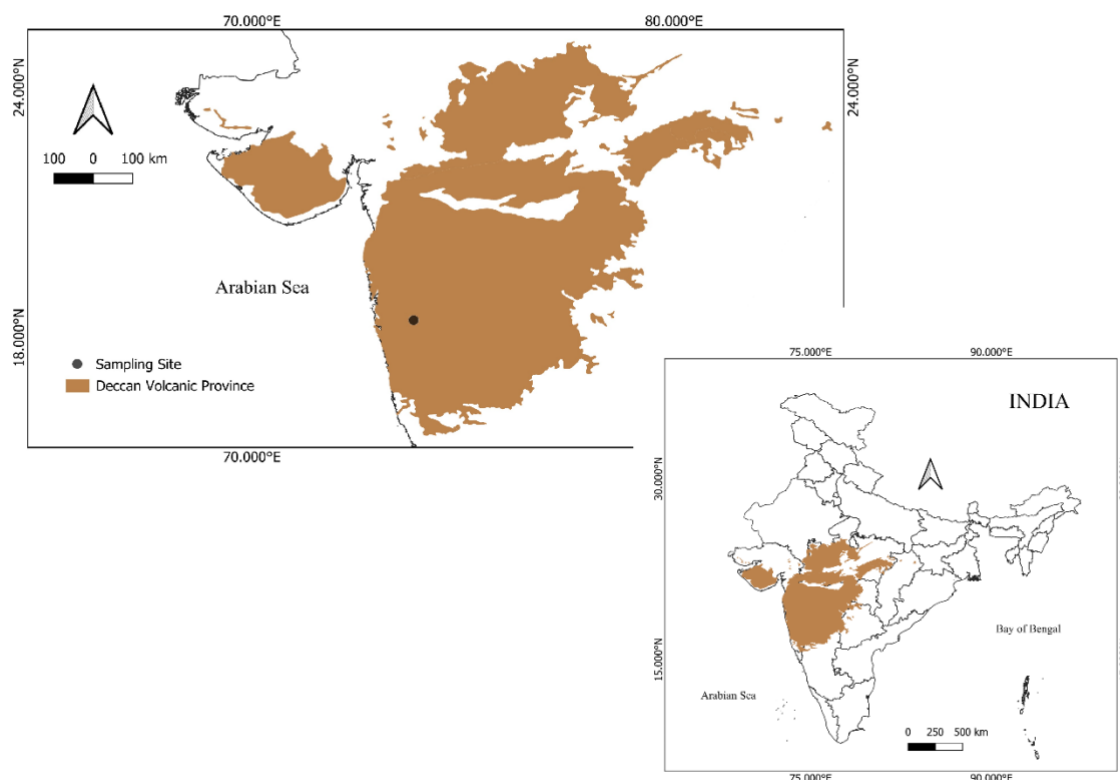 70.000°E
80.000°E
24.000°N
24.000°N
100 0 100 km
Arabian Sea
18.000°N
Sampling Site
Deccan Volcanic Province
70.000°E
75.000°E
90.000°E
INDIA
30.000°N
Bay of Bengal
15.000°N
Arabian Sea
0 250 500 km
75.000°E
90.000°E